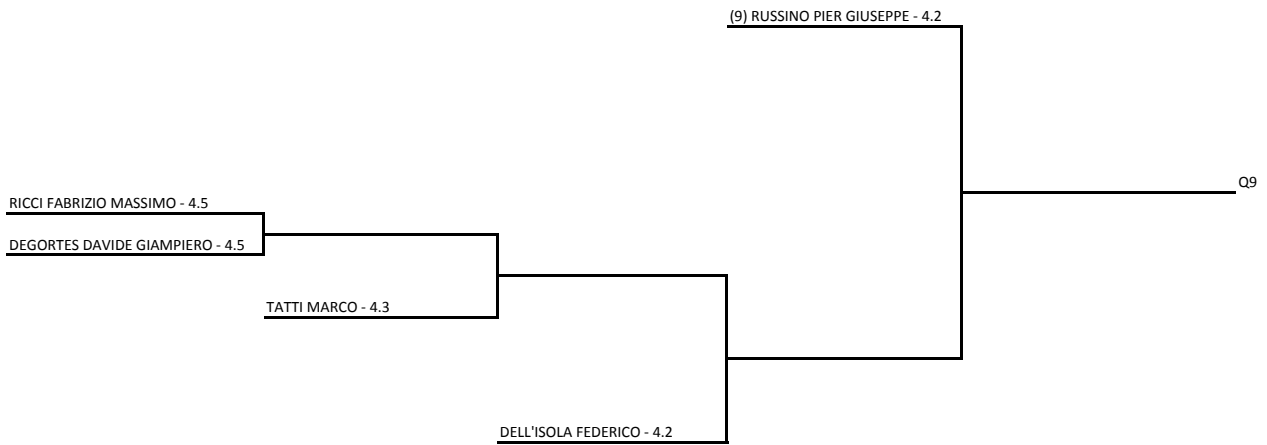 (9) RUSSINO PIER GIUSEPPE - 4.2
Q9
RICCI FABRIZIO MASSIMO - 4.5
DEGORTES DAVIDE GIAMPIERO - 4.5
TATTI MARCO - 4.3
DELL'ISOLA FEDERICO - 4.2